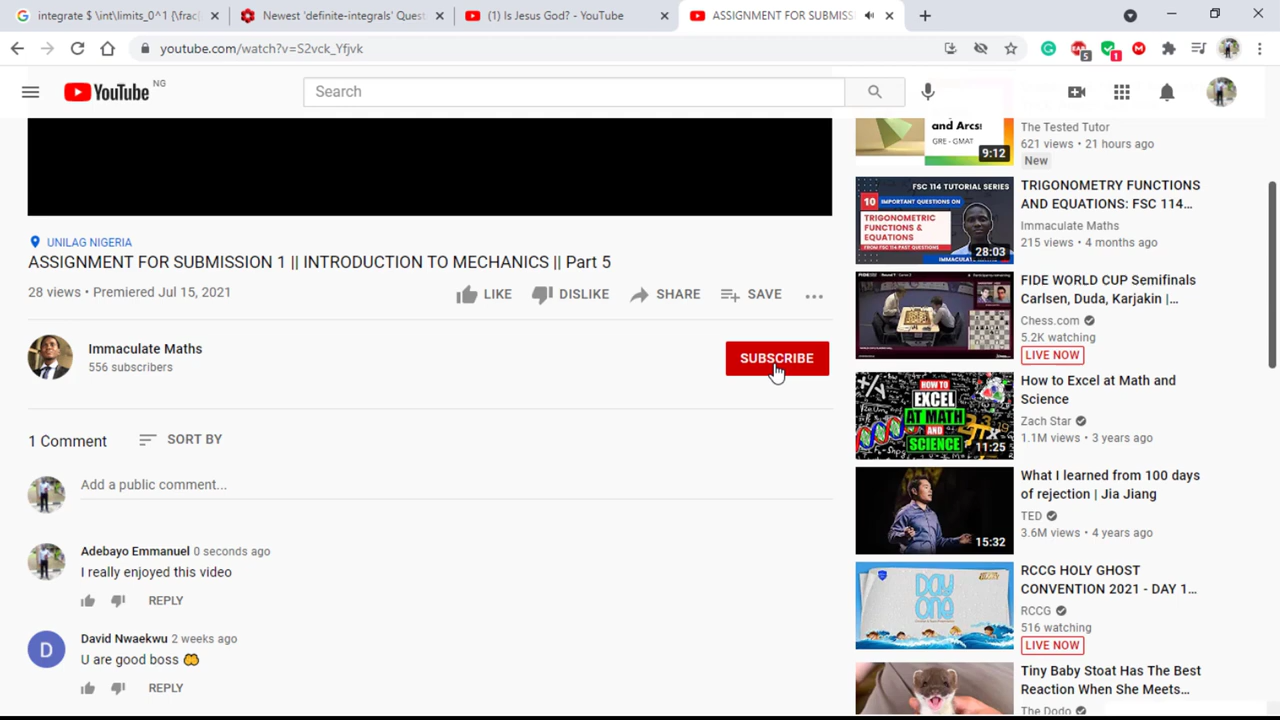 integrate $ \int\limits_0^1 {\frac
Newest 'definite-integrals' Quest
(1) Is Jesus God? - YouTube
ASSIGNMENT FOR SUBMISS
youtube.com/watch?v=S2vck_Yfjvk
5
1
YouTube NG
Search
and Arcs!
GRE - GMAT
9:12
The Tested Tutor
621 views • 21 hours ago
New
FSC 114 TUTORIAL SERIES
10 IMPORTANT QUESTIONS ON
TRIGONOMETRIC
FUNCTIONS &
EQUATIONS
FROM FSC 114 PAST QUESTIONS
28:03
TRIGONOMETRY FUNCTIONS
AND EQUATIONS: FSC 114...
Immaculate Maths
215 views • 4 months ago
UNILAG NIGERIA
ASSIGNMENT FOR SUBMISSION || INTRODUCTION TO MECHANICS || Part 5
28 views • Premiered Jul 15, 2021
LIKE
DISLIKE
SHARE
SAVE
Immaculate Maths
556 subscribers
SUBSCRIBE
1 Comment
SORT BY
Add a public comment...
Adebayo Emmanuel 0 seconds ago
I really enjoyed this video
REPLY
D
David Nwaekwu 2 weeks ago
U are good boss
REPLY
FIDE WORLD CUP Semifinals
Carlsen, Duda, Karjakin |...
Chess.com
5.2K watching
LIVE NOW
HOW TO
EXCEL
AT MATH
AND
SCIENCE
11:25
How to Excel at Math and
Science
Zach Star
1.1M views • 3 years ago
15:32
What I learned from 100 days
of rejection | Jia Jiang
TED
3.6M views • 4 years ago
DAY
ONE
RCCG HOLY GHOST
CONVENTION 2021 - DAY 1...
RCCG
516 watching
LIVE NOW
Tiny Baby Stoat Has The Best
Reaction When She Meets...
The Dodo